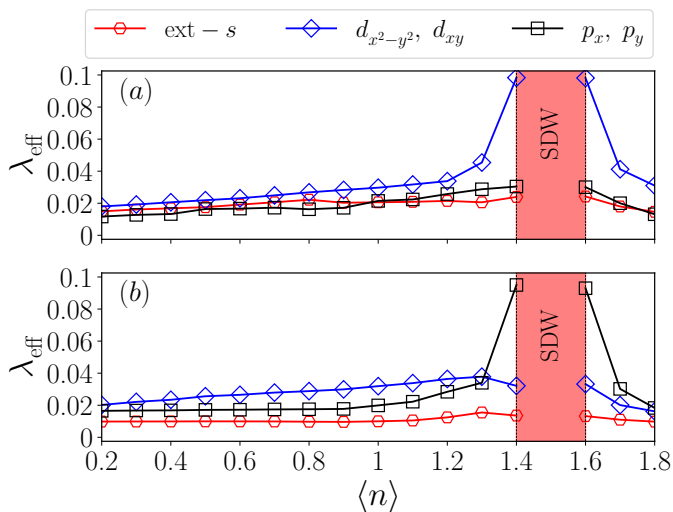 ext − s d_{x²−y²}, d_{xy} p_x, p_y
(a)
λ_eff
0.1
0.08
0.06
0.04
0.02
0
SDW
(b)
λ_eff
0.1
0.08
0.06
0.04
0.02
0
SDW
0.2 0.4 0.6 0.8 1 1.2 1.4 1.6 1.8
⟨n⟩